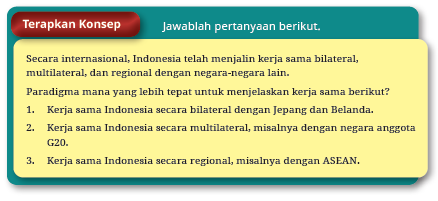 Terapkan Konsep
Jawablah pertanyaan berikut.
Secara internasional, Indonesia telah menjalin kerja sama bilateral,
multilateral, dan regional dengan negara-negara lain.
Paradigma mana yang lebih tepat untuk menjelaskan kerja sama berikut?
1. Kerja sama Indonesia secara bilateral dengan Jepang dan Belanda.
2. Kerja sama Indonesia secara multilateral, misalnya dengan negara anggota
G20.
3. Kerja sama Indonesia secara regional, misalnya dengan ASEAN.